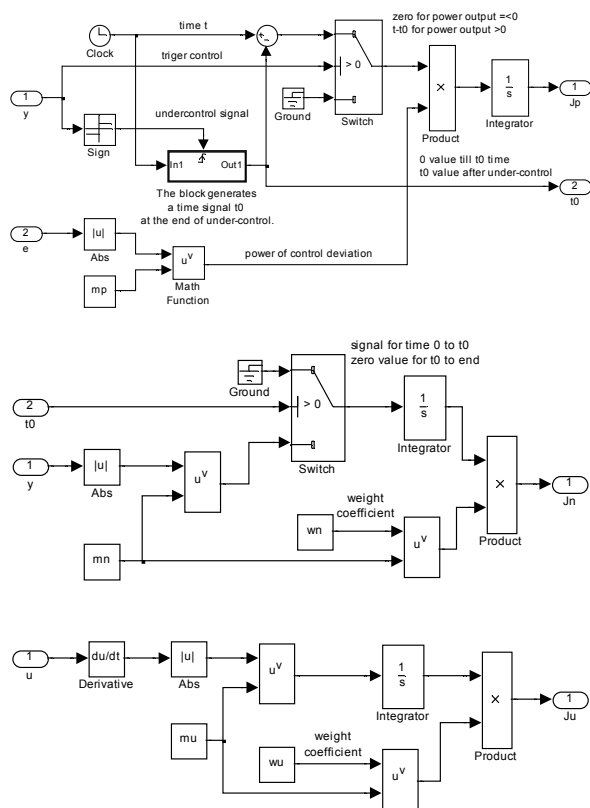 time t
Clock
zero for power output =<0
t-t0 for power output >0
triger control
> 0
1
y
Ground
Switch
×
Product
1
s
Integrator
1
Jp
undercontrol signal
Sign
In1
Out1
The block generates
a time signal t0
at the end of under-control.
0 value till t0 time
t0 value after under-control
2
t0
2
e
|u|
Abs
mp
u^v
Math
Function
power of control deviation
signal for time 0 to t0
zero value for t0 to end
Ground
2
t0
> 0
Switch
1
s
Integrator
1
y
|u|
Abs
u^v
×
Product
1
Jn
weight
coefficient
wn
u^v
mn
1
u
du/dt
Derivative
|u|
Abs
u^v
1
s
Integrator
×
Product
1
Ju
mu
weight
coefficient
wu
u^v